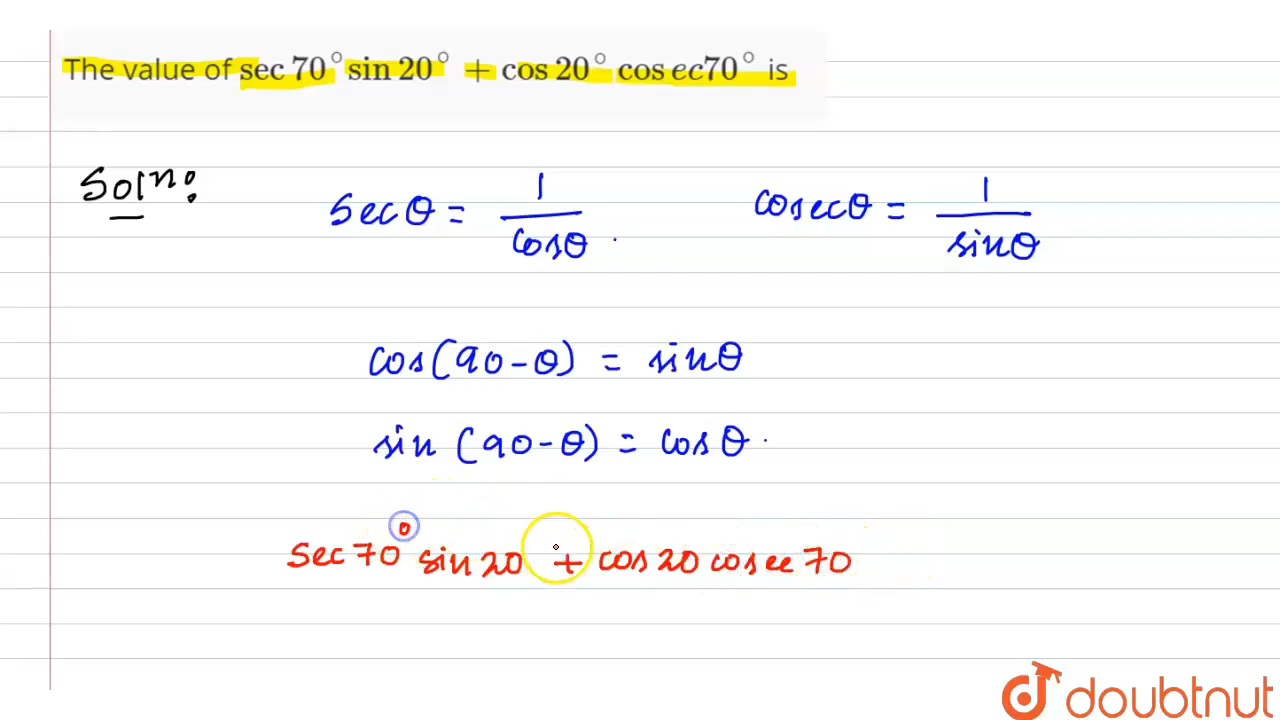 The value of sec 70° sin 20° + cos 20° cos ec70° is
Soln:
secθ = 1/cosθ . cosecθ = 1/sinθ
cos(90-θ) = sinθ
sin (90-θ) = cosθ .
sec70° sin20 + cos20 cosec70
doubtnut